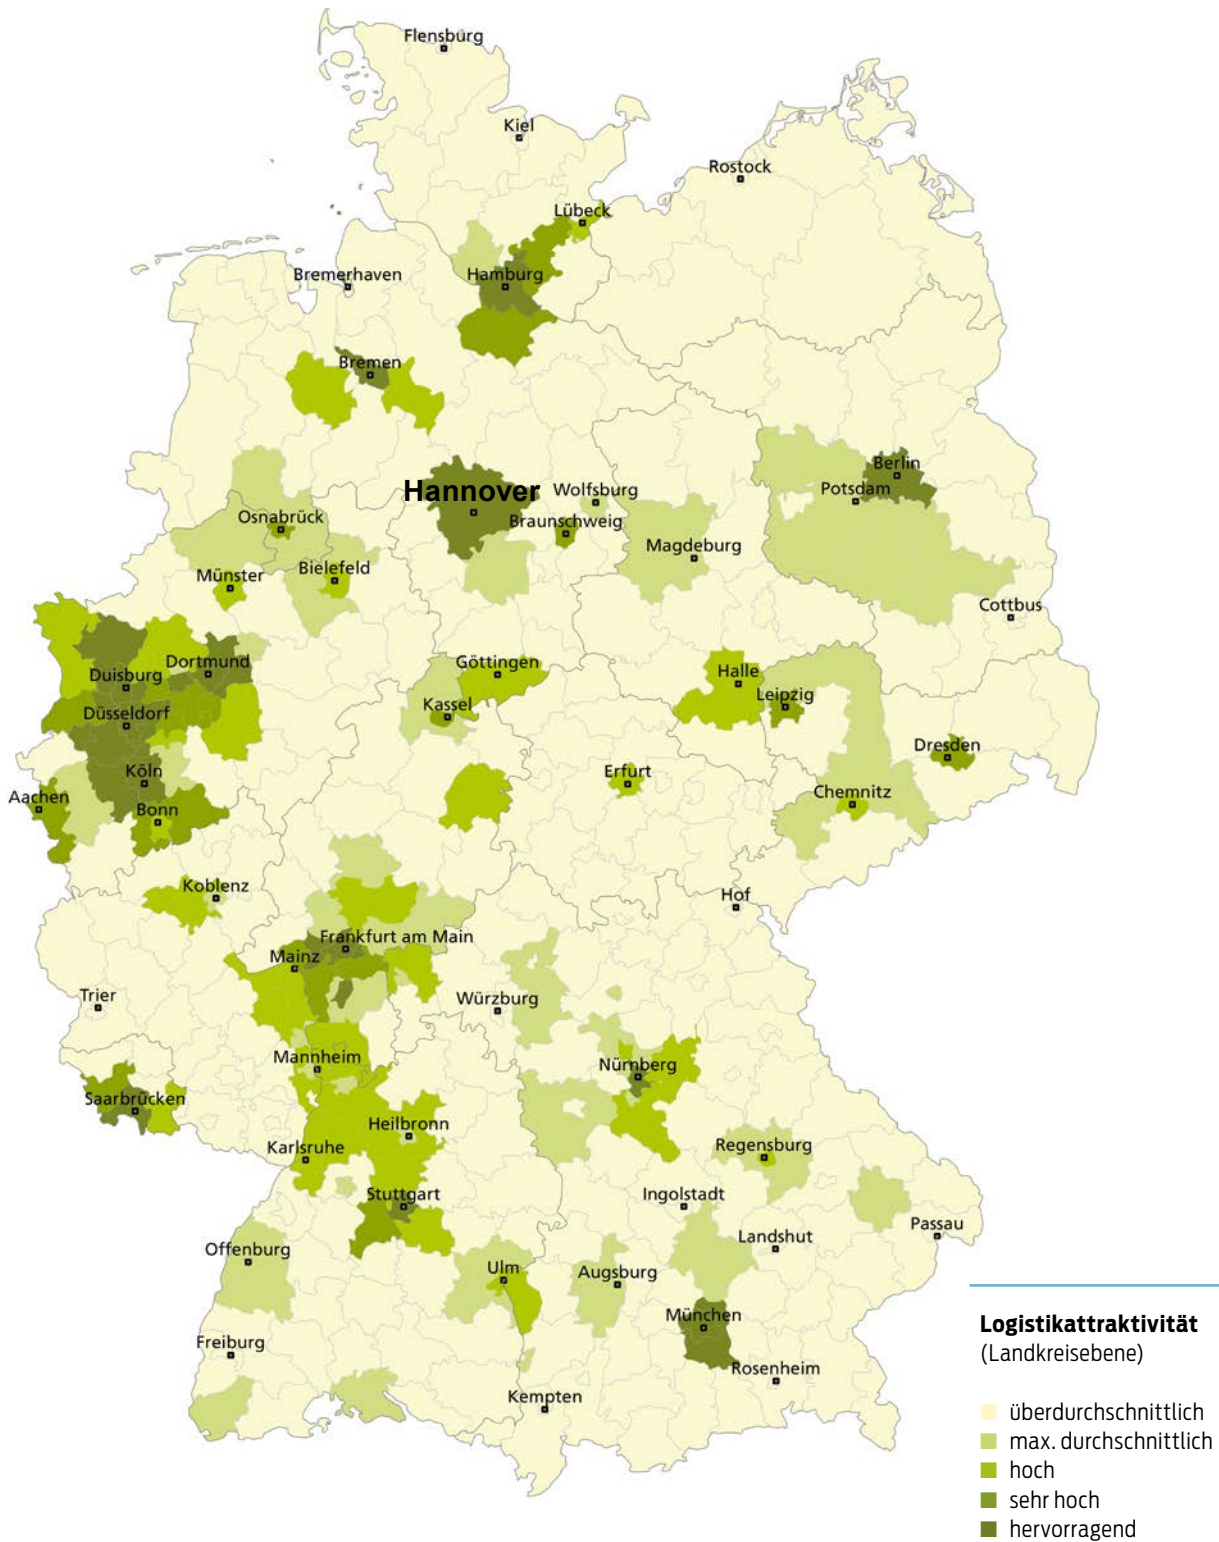 Flensburg
Kiel
Rostock
Lübeck
Bremerhaven
Hamburg
Bremen
Berlin
Hannover
Wolfsburg
Potsdam
Osnabrück
Braunschweig
Magdeburg
Münster
Bielefeld
Cottbus
Duisburg
Dortmund
Göttingen
Halle
Leipzig
Kassel
Düsseldorf
Dresden
Köln
Erfurt
Chemnitz
Aachen
Bonn
Koblenz
Hof
Frankfurt am Main
Mainz
Trier
Würzburg
Mannheim
Nürnberg
Saarbrücken
Heilbronn
Karlsruhe
Regensburg
Stuttgart
Ingolstadt
Passau
Offenburg
Landshut
Ulm
Augsburg
München
Freiburg
Rosenheim
Kempten
Logistikattraktivität
(Landkreisebene)
überdurchschnittlich
max. durchschnittlich
hoch
sehr hoch
hervorragend